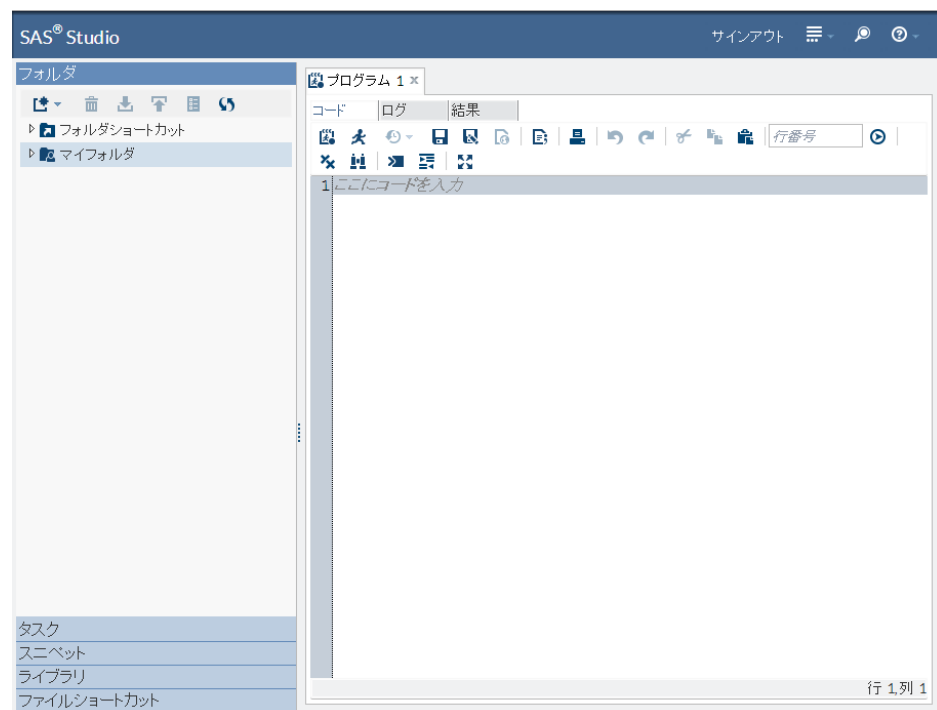 SAS® Studio
サインアウト
フォルダ
フォルダショートカット
マイフォルダ
タスク
スニペット
ライブラリ
ファイルショートカット
プログラム 1 ×
コード ログ 結果
行番号
1 ここにコードを入力
行 1,列 1